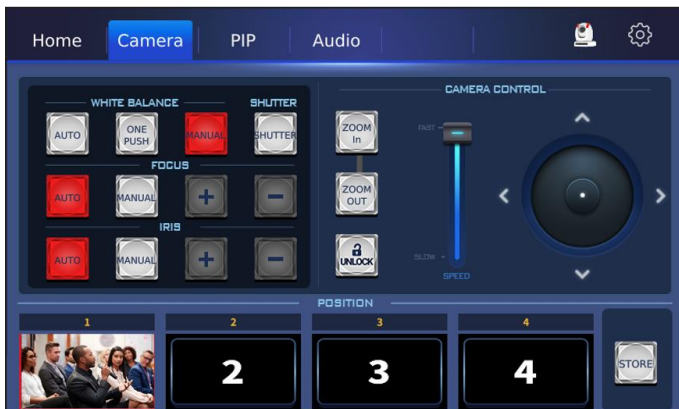 Home Camera PIP Audio
WHITE BALANCE SHUTTER
AUTO ONE PUSH MANUAL SHUTTER
FOCUS
AUTO MANUAL + -
IRIS
AUTO MANUAL + -
CAMERA CONTROL
ZOOM In
FAST
ZOOM OUT
UNLOCK
SLOW
SPEED
POSITION
1 2 3 4
2 3 4
STORE